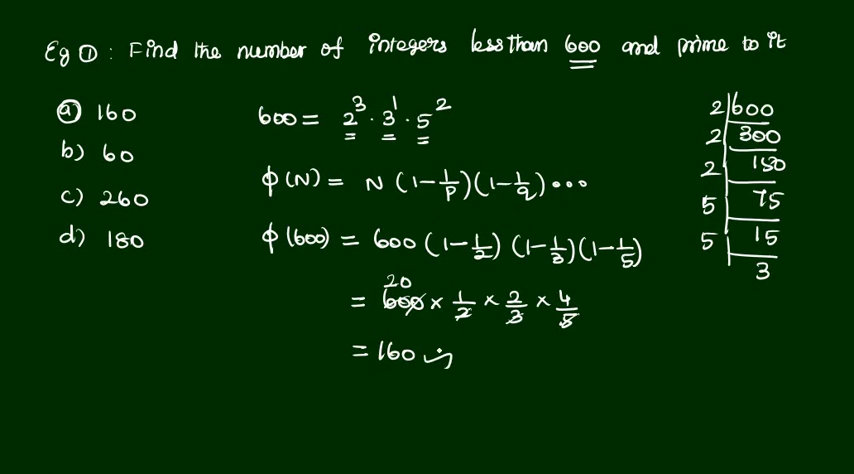 Eg ① : Find the number of integers less than 600 and prime to it
ⓐ) 160
b) 60
c) 260
d) 180
600 = 2³ · 3¹ · 5²
ϕ(N) = N (1-1/p)(1-1/q)...
ϕ(600) = 600 (1-1/2) (1-1/3)(1-1/5)
20
= 600 × 1/2 × 2/3 × 4/5
= 160
2 600
2 300
2 150
5 75
5 15
3